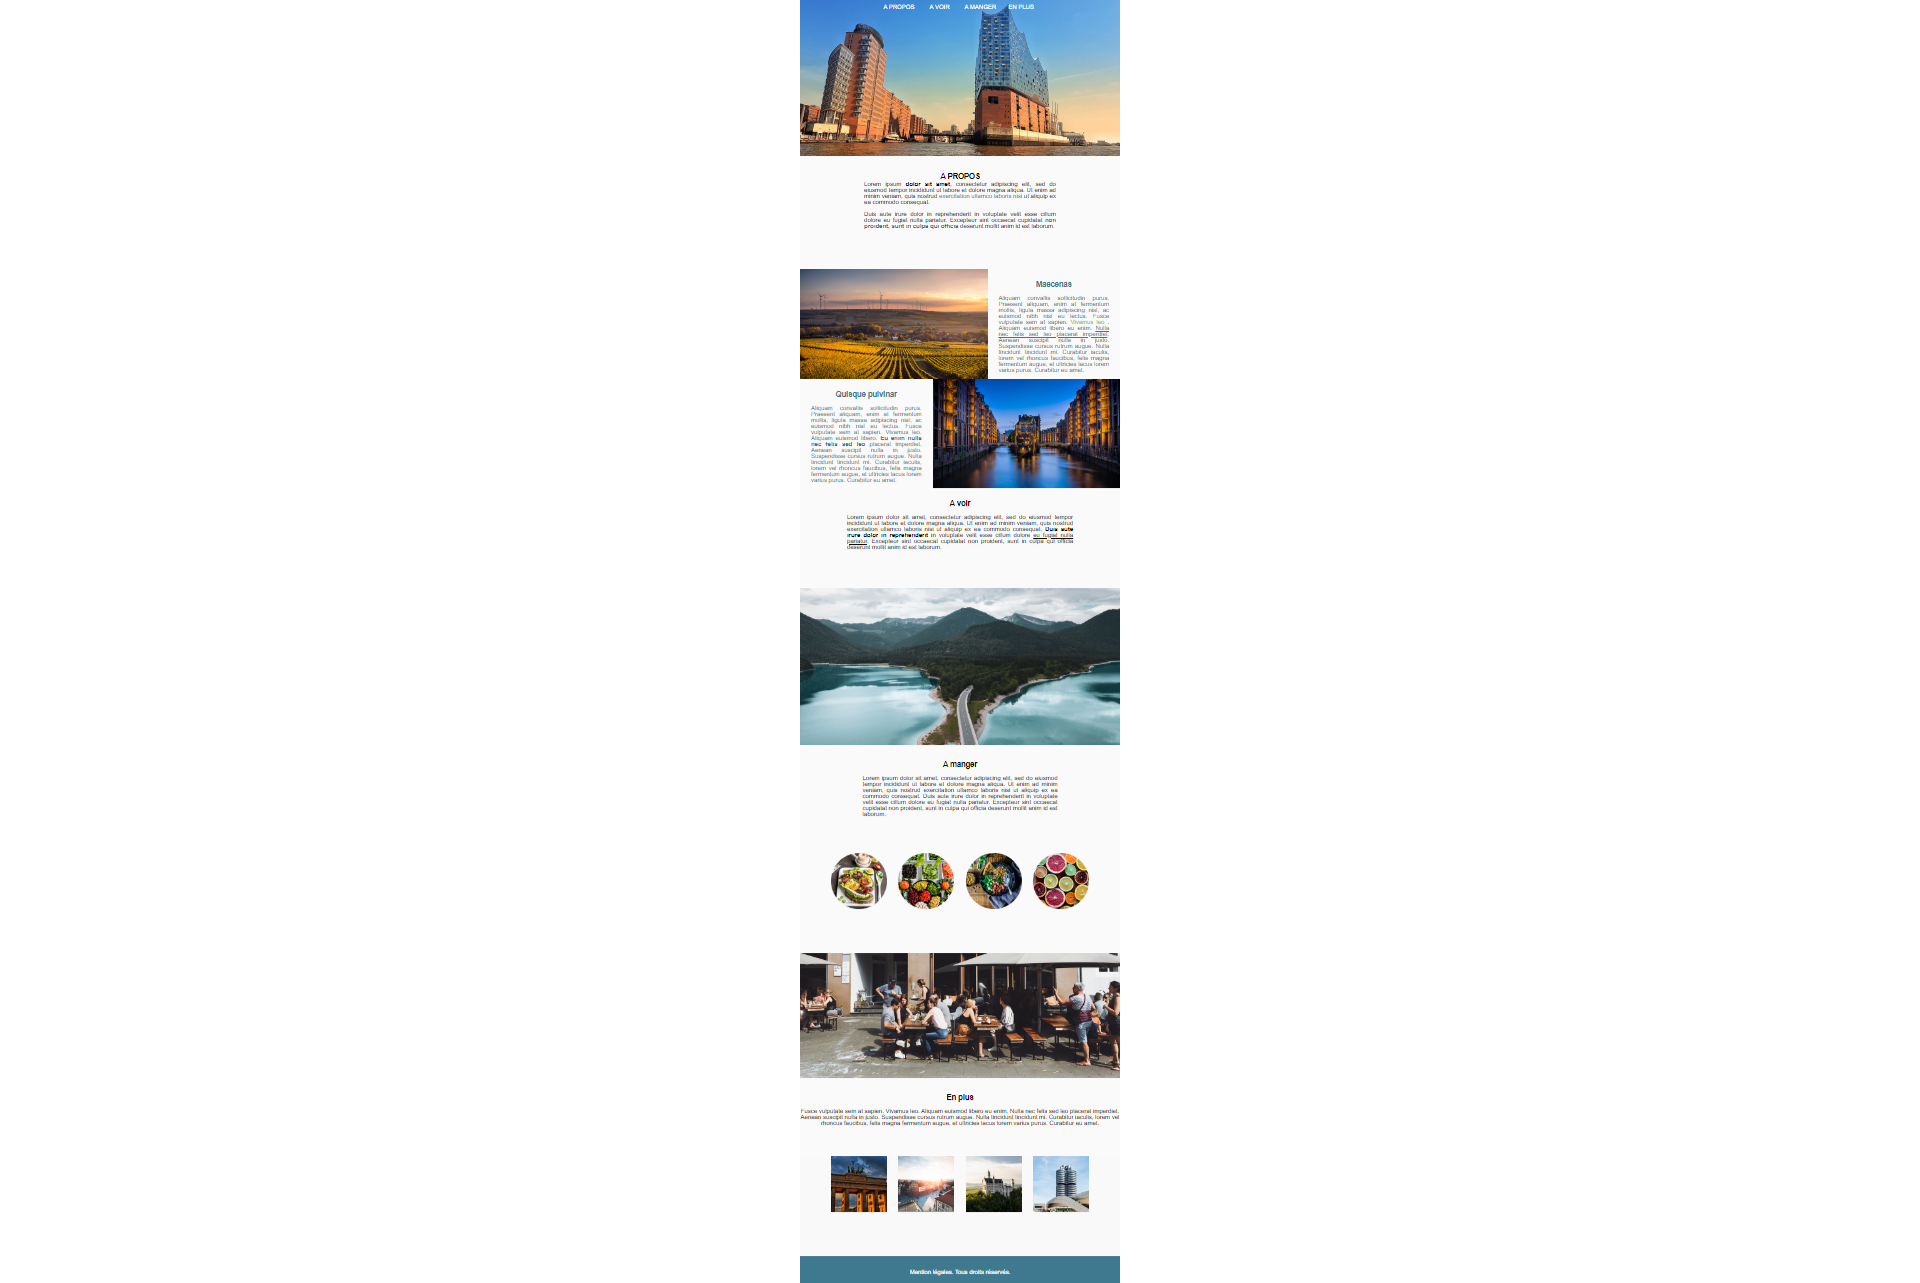 A PROPOS A VOIR A MANGER EN PLUS
A PROPOS
Lorem ipsum dolor sit amet, consectetur adipiscing elit, sed do
eiusmod tempor incididunt ut labore et dolore magna aliqua. Ut enim ad
minim veniam, quis nostrud exercitation ullamco laboris nisi ut aliquip ex
ea commodo consequat.
Duis aute irure dolor in reprehenderit in voluptate velit esse cillum
dolore eu fugiat nulla pariatur. Excepteur sint occaecat cupidatat non
proident, sunt in culpa qui officia deserunt mollit anim id est laborum.
Maecenas
Aliquam convallis sollicitudin purus.
Praesent aliquam, enim at fermentum
mollis, ligula massa adipiscing nisl, ac
euismod nibh nisl eu lectus. Fusce
vulputate sem at sapien. Vivamus leo .
Aliquam euismod libero eu enim. Nulla
nec felis sed leo placerat imperdiet.
Aenean suscipit nulla in justo.
Suspendisse cursus rutrum augue. Nulla
tincidunt tincidunt mi. Curabitur iaculis,
lorem vel rhoncus faucibus, felis magna
fermentum augue, et ultricies lacus lorem
varius purus. Curabitur eu amet.
Quisque pulvinar
Aliquam convallis sollicitudin purus.
Praesent aliquam, enim at fermentum
mollis, ligula massa adipiscing nisl, ac
euismod nibh nisl eu lectus. Fusce
vulputate sem at sapien. Vivamus leo.
Aliquam euismod libero. Eu enim nulla
nec felis sed leo placerat imperdiet.
Aenean suscipit nulla in justo.
Suspendisse cursus rutrum augue. Nulla
tincidunt tincidunt mi. Curabitur iaculis,
lorem vel rhoncus faucibus, felis magna
fermentum augue, et ultricies lacus lorem
varius purus. Curabitur eu amet.
A voir
Lorem ipsum dolor sit amet, consectetur adipiscing elit, sed do eiusmod tempor
incididunt ut labore et dolore magna aliqua. Ut enim ad minim veniam, quis nostrud
exercitation ullamco laboris nisi ut aliquip ex ea commodo consequat. Duis aute
irure dolor in reprehenderit in voluptate velit esse cillum dolore eu fugiat nulla
pariatur. Excepteur sint occaecat cupidatat non proident, sunt in culpa qui officia
deserunt mollit anim id est laborum.
A manger
Lorem ipsum dolor sit amet, consectetur adipiscing elit, sed do eiusmod
tempor incididunt ut labore et dolore magna aliqua. Ut enim ad minim
veniam, quis nostrud exercitation ullamco laboris nisi ut aliquip ex ea
commodo consequat. Duis aute irure dolor in reprehenderit in voluptate
velit esse cillum dolore eu fugiat nulla pariatur. Excepteur sint occaecat
cupidatat non proident, sunt in culpa qui officia deserunt mollit anim id est
laborum.
En plus
Fusce vulputate sem at sapien. Vivamus leo. Aliquam euismod libero eu enim. Nulla nec felis sed leo placerat imperdiet.
Aenean suscipit nulla in justo. Suspendisse cursus rutrum augue. Nulla tincidunt tincidunt mi. Curabitur iaculis, lorem vel
rhoncus faucibus, felis magna fermentum augue, et ultricies lacus lorem varius purus. Curabitur eu amet.
Mention légales. Tous droits réservés.